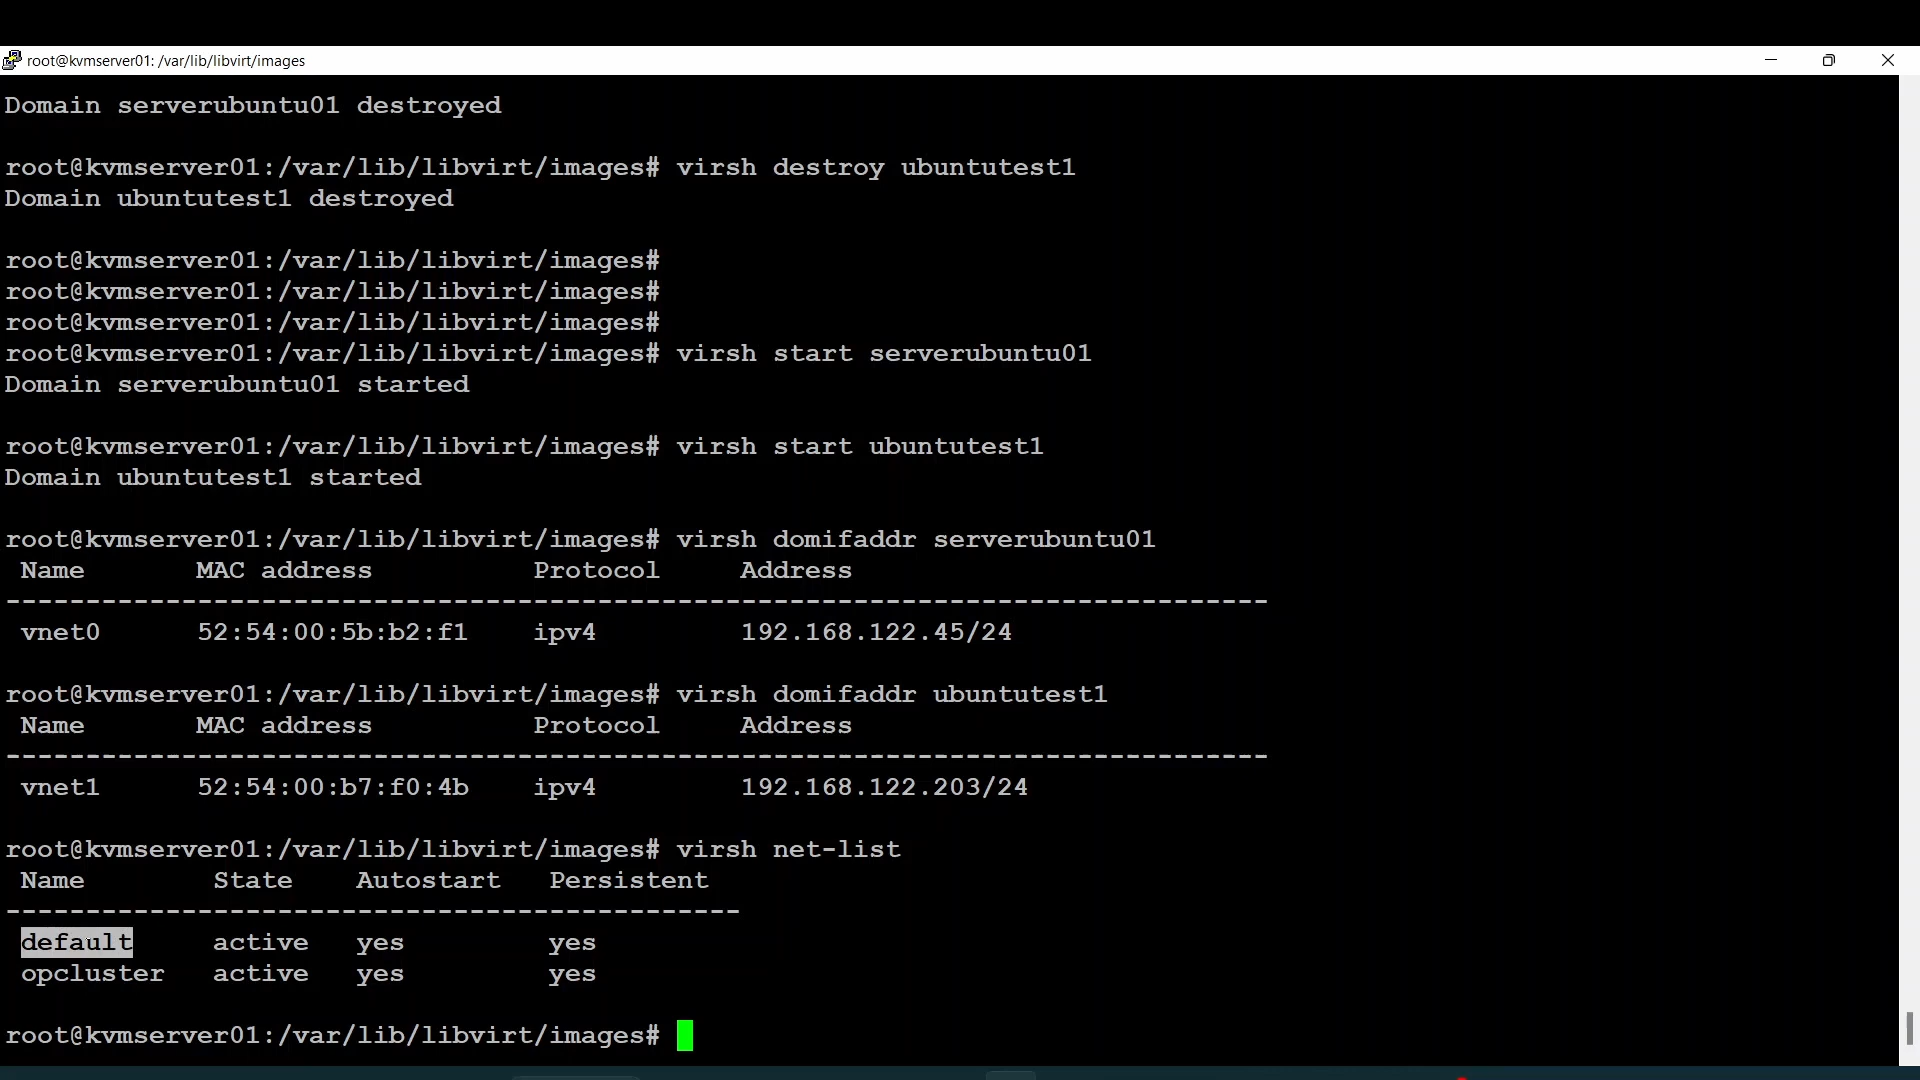 root@kvmserver01: /var/lib/libvirt/images
Domain serverubuntu01 destroyed
root@kvmserver01:/var/lib/libvirt/images# virsh destroy ubuntutest1
Domain ubuntutest1 destroyed
root@kvmserver01:/var/lib/libvirt/images#
root@kvmserver01:/var/lib/libvirt/images#
root@kvmserver01:/var/lib/libvirt/images#
root@kvmserver01:/var/lib/libvirt/images# virsh start serverubuntu01
Domain serverubuntu01 started
root@kvmserver01:/var/lib/libvirt/images# virsh start ubuntutest1
Domain ubuntutest1 started
root@kvmserver01:/var/lib/libvirt/images# virsh domifaddr serverubuntu01
Name MAC address Protocol Address
-------------------------------------------------------------------------------
vnet0 52:54:00:5b:b2:f1 ipv4 192.168.122.45/24
root@kvmserver01:/var/lib/libvirt/images# virsh domifaddr ubuntutest1
Name MAC address Protocol Address
-------------------------------------------------------------------------------
vnet1 52:54:00:b7:f0:4b ipv4 192.168.122.203/24
root@kvmserver01:/var/lib/libvirt/images# virsh net-list
Name State Autostart Persistent
----------------------------------------------
default active yes yes
opcluster active yes yes
root@kvmserver01:/var/lib/libvirt/images#